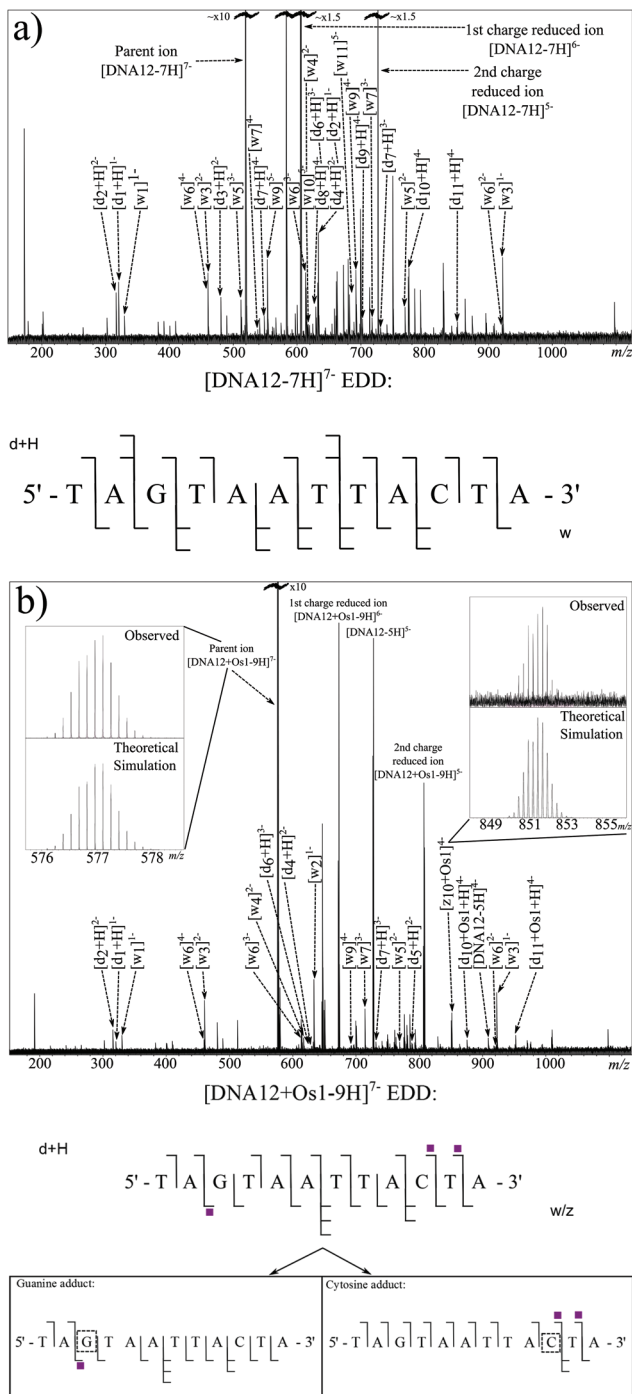 a)
~x10
~x1.5
~x1.5
Parent ion
[DNA12-7H]7-
1st charge reduced ion
[DNA12-7H]6-
2nd charge
reduced ion
[DNA12-7H]5-
[d2+H]2-
[d1+H]1-
[w1]1-
[w6]4-
[w3]2-
[d3+H]2-
[w5]3-
[w7]4-
[d7+H]4-
[w9]5-
[w6]3-
[w10]5-
[w4]2-
[d8+H]4-
[d6+H]3-
[d4+H]2-
[d2+H]1-
[w11]5-
[w9]4-
[d9+H]4-
[w7]3-
[d7+H]3-
[w5]2-
[d10+H]4-
[d11+H]4-
[w6]2-
[w3]1-
200 300 400 500 600 700 800 900 1000 m/z
[DNA12-7H]7- EDD:
d+H
5' - T A G T A A T T A C T A - 3'
w
b)
x10
Observed
Theoretical
Simulation
576 577 578 m/z
Parent ion
[DNA12+Os1-9H]7-
1st charge reduced ion
[DNA12+Os1-9H]6-
[DNA12-5H]5-
2nd charge
reduced ion
[DNA12+Os1-9H]5-
Observed
Theoretical
Simulation
849 851 853 855 m/z
[d2+H]2-
[d1+H]1-
[w1]1-
[w6]4-
[w3]2-
[w6]3-
[w4]2-
[d6+H]3-
[d4+H]2-
[w2]1-
[w9]4-
[w7]3-
[d7+H]3-
[w5]2-
[d5+H]2-
[z10+Os1]4-
[d10+Os1+H]4-
[DNA12-5H]4-
[w6]2-
[w3]1-
[d11+Os1+H]4-
200 300 400 500 600 700 800 900 1000 m/z
[DNA12+Os1-9H]7- EDD:
d+H
5' - T A G T A A T T A C T A - 3'
w/z
Guanine adduct:
5' - T A G T A A T T A C T A - 3'
Cytosine adduct:
5' - T A G T A A T T A C T A - 3'